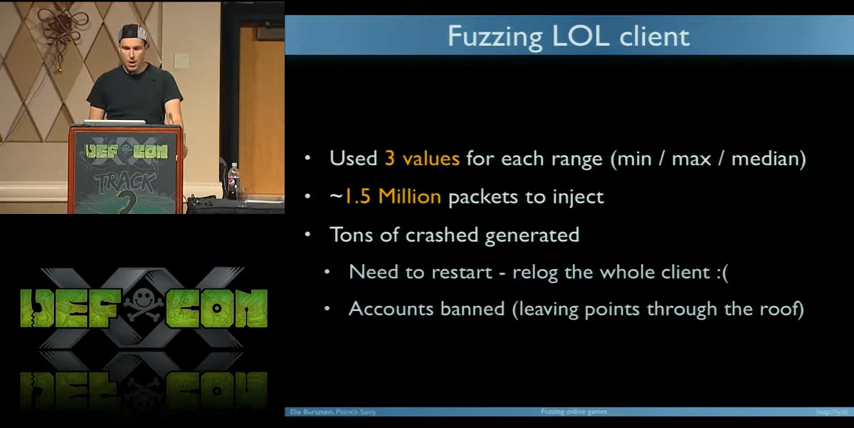 Fuzzing LOL client
• Used 3 values for each range (min / max / median)
• ~1.5 Million packets to inject
• Tons of crashed generated
• Need to restart - relog the whole client :(
• Accounts banned (leaving points through the roof)
DEF CON
TRACK
2
DEF CON
XX
Elie Bursztein, Patrick Samy
Fuzzing online games